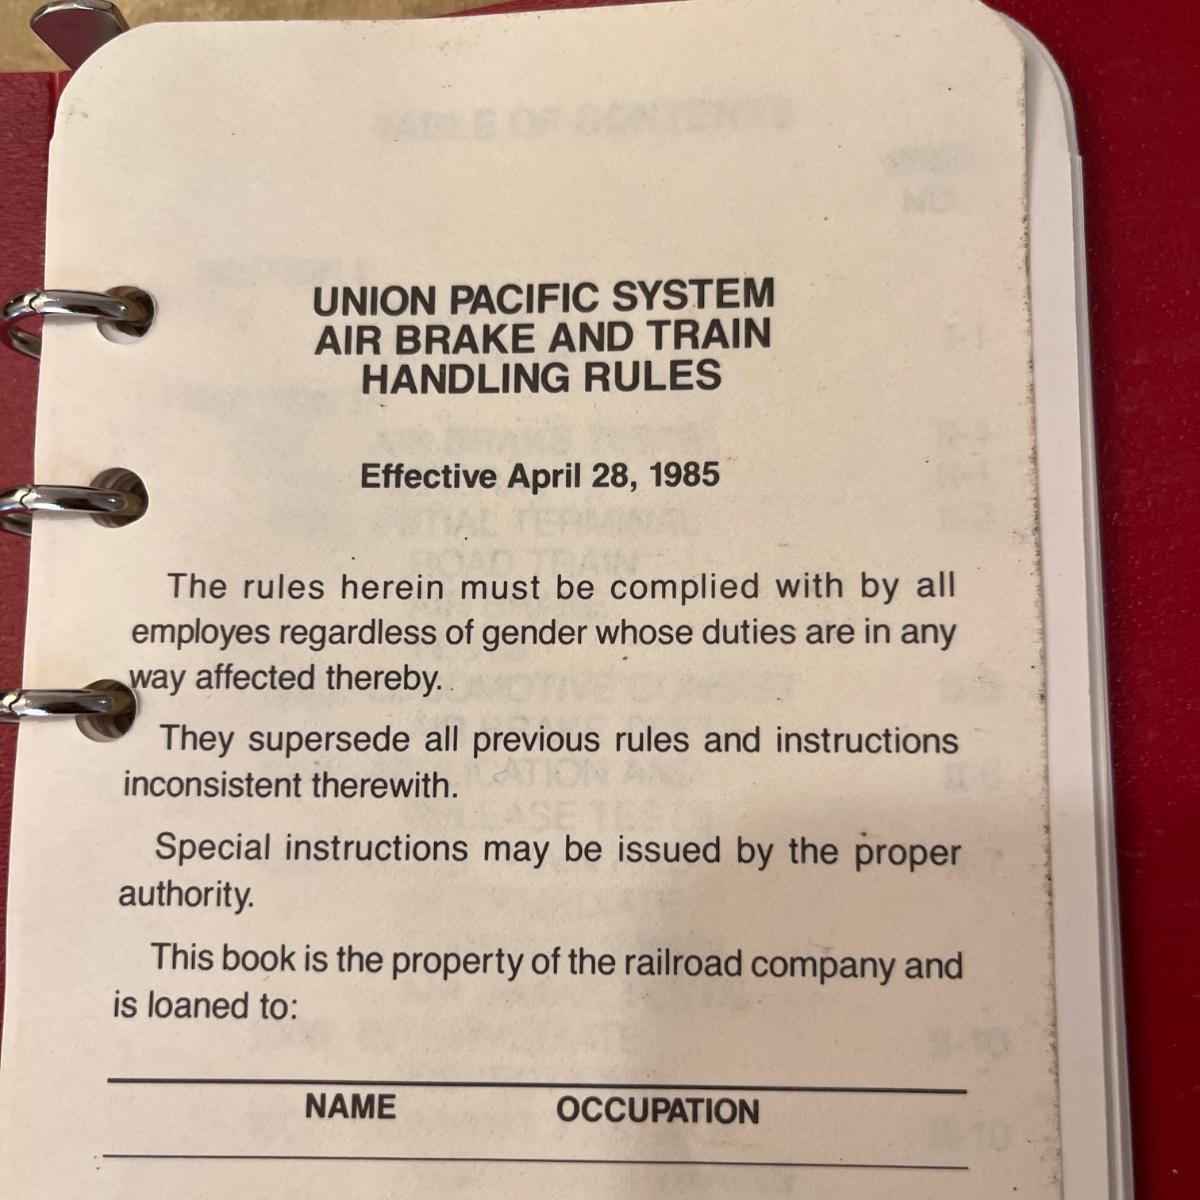 UNION PACIFIC SYSTEM
AIR BRAKE AND TRAIN
HANDLING RULES
Effective April 28, 1985
The rules herein must be complied with by all
employes regardless of gender whose duties are in any
way affected thereby.
They supersede all previous rules and instructions
inconsistent therewith.
Special instructions may be issued by the proper
authority.
This book is the property of the railroad company and
is loaned to:
NAME OCCUPATION